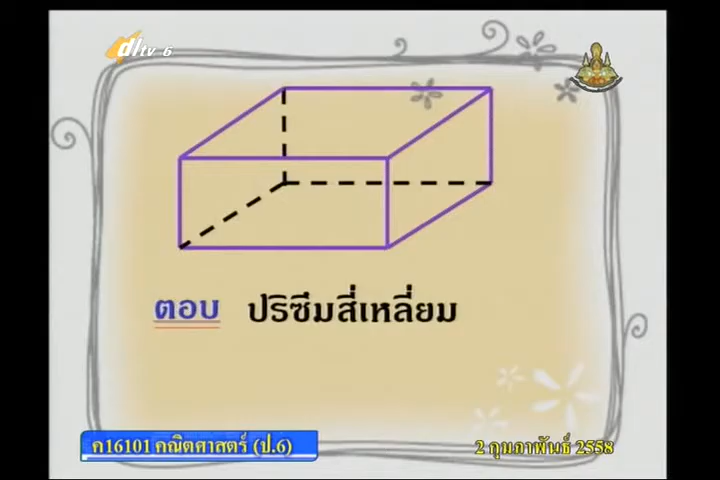 dltv 6
ตอบ ปริซึมสี่เหลี่ยม
ค16101 คณิตศาสตร์ (ป.6)
2 กุมภาพันธ์ 2558